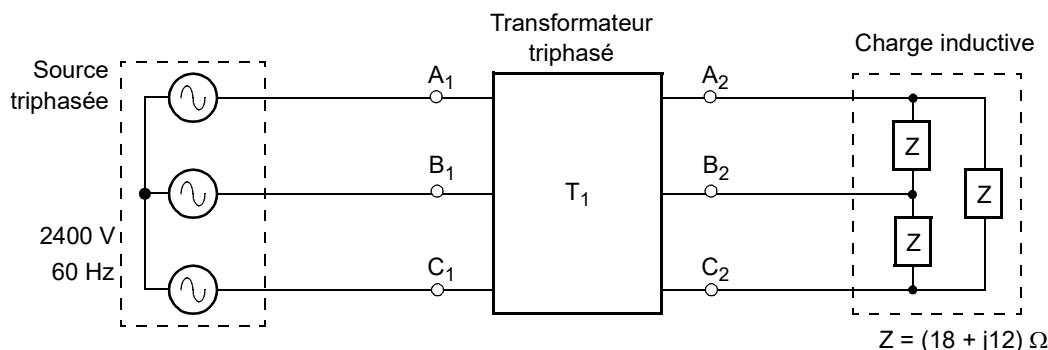 Transformateur
triphasé
Source
triphasée
Charge inductive
A1
A2
B1
B2
C1
C2
T1
Z
Z
Z
2400 V
60 Hz
Z = (18 + j12) Ω